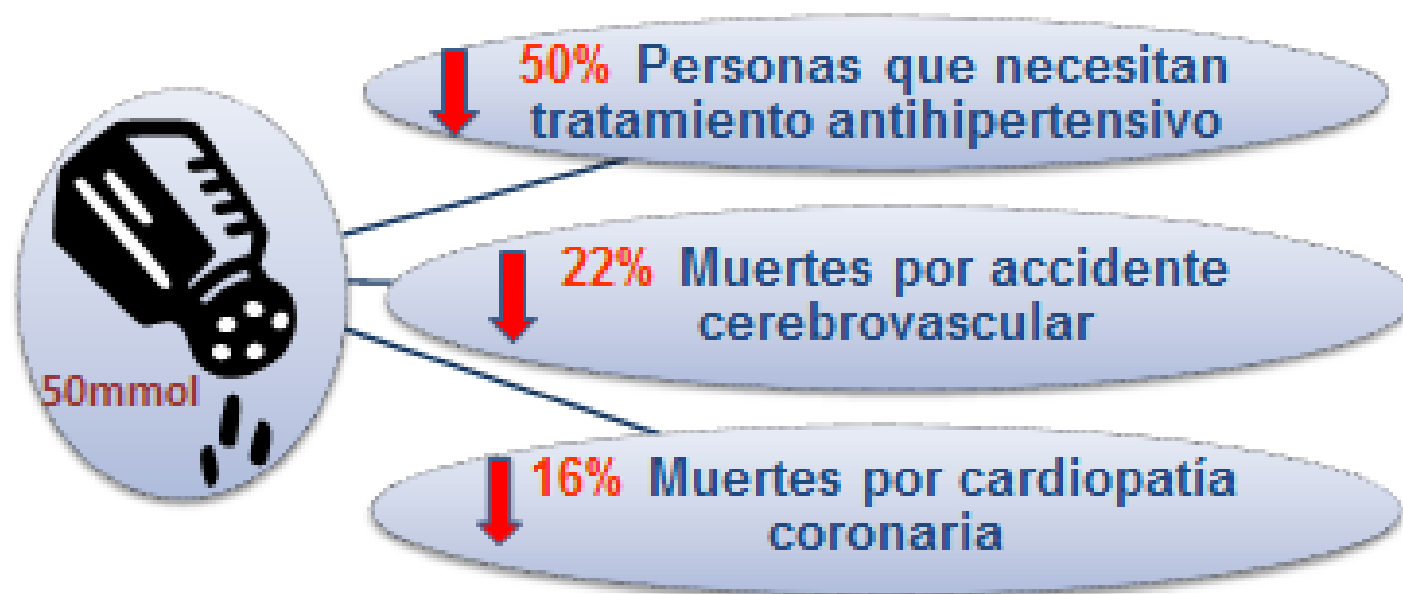 50% Personas que necesitan
tratamiento antihipertensivo
22% Muertes por accidente
cerebrovascular
50mmol
16% Muertes por cardiopatía
coronaria